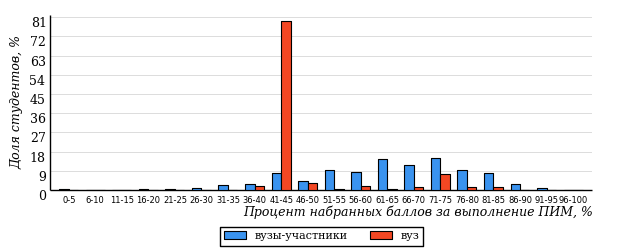 81
72
63
54
45
36
27
18
9
0
Доля студентов, %
0-5 6-10 11-15 16-20 21-25 26-30 31-35 36-40 41-45 46-50 51-55 56-60 61-65 66-70 71-75 76-80 81-85 86-90 91-95 96-100
Процент набранных баллов за выполнение ПИМ, %
вузы-участники вуз